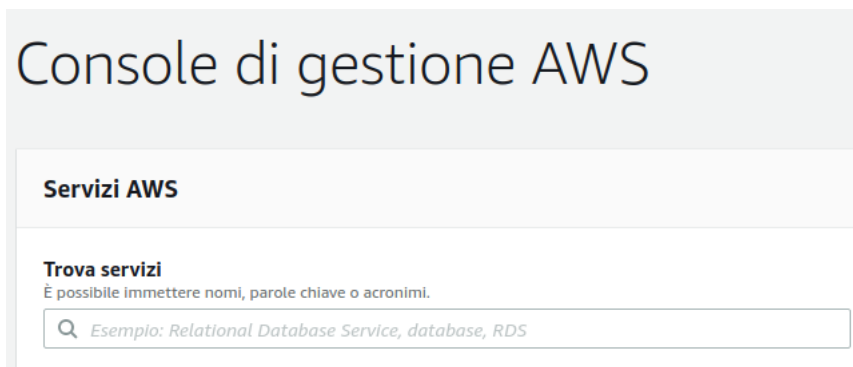 Console di gestione AWS
Servizi AWS
Trova servizi
È possibile immettere nomi, parole chiave o acronimi.
Esempio: Relational Database Service, database, RDS